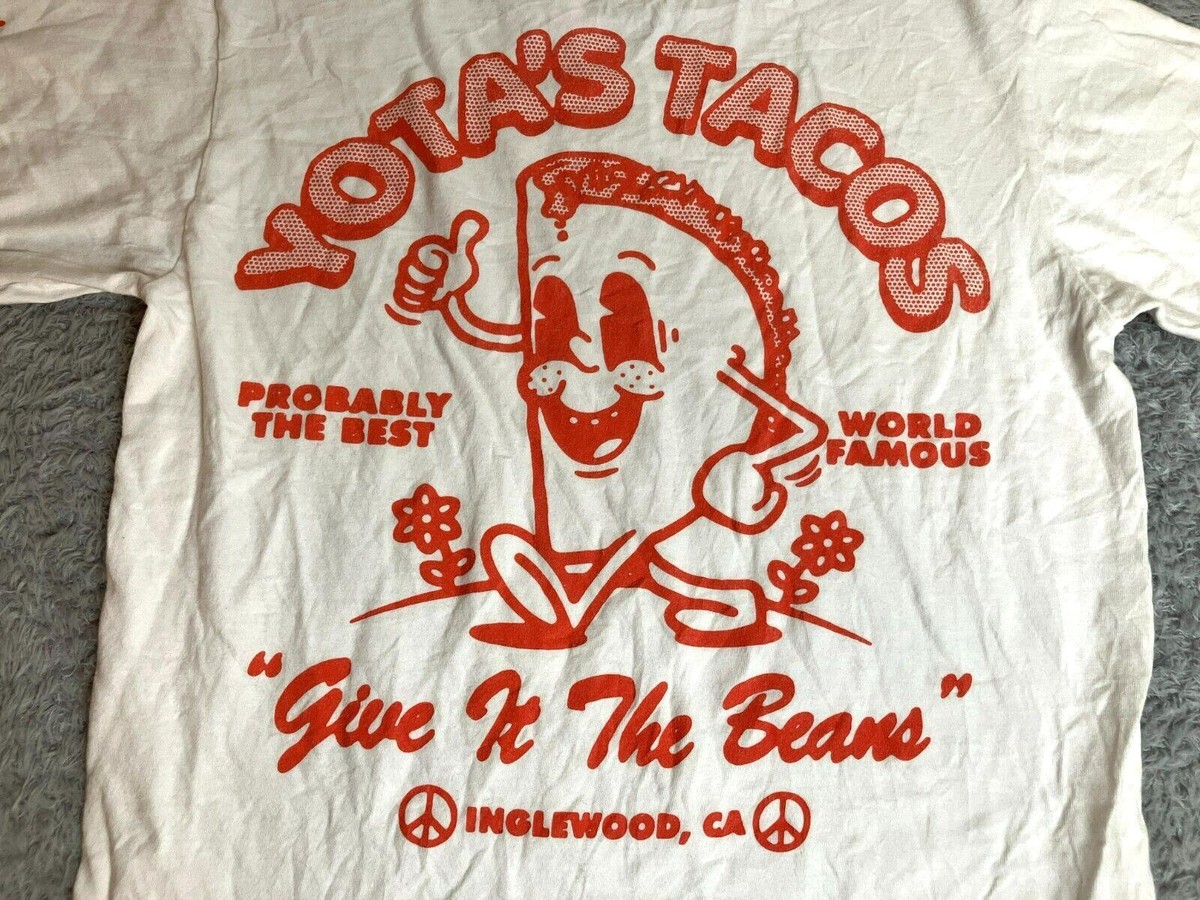 YOTA'S TACOS
PROBABLY
THE BEST
WORLD
FAMOUS
"Give It The Beans"
INGLEWOOD, CA